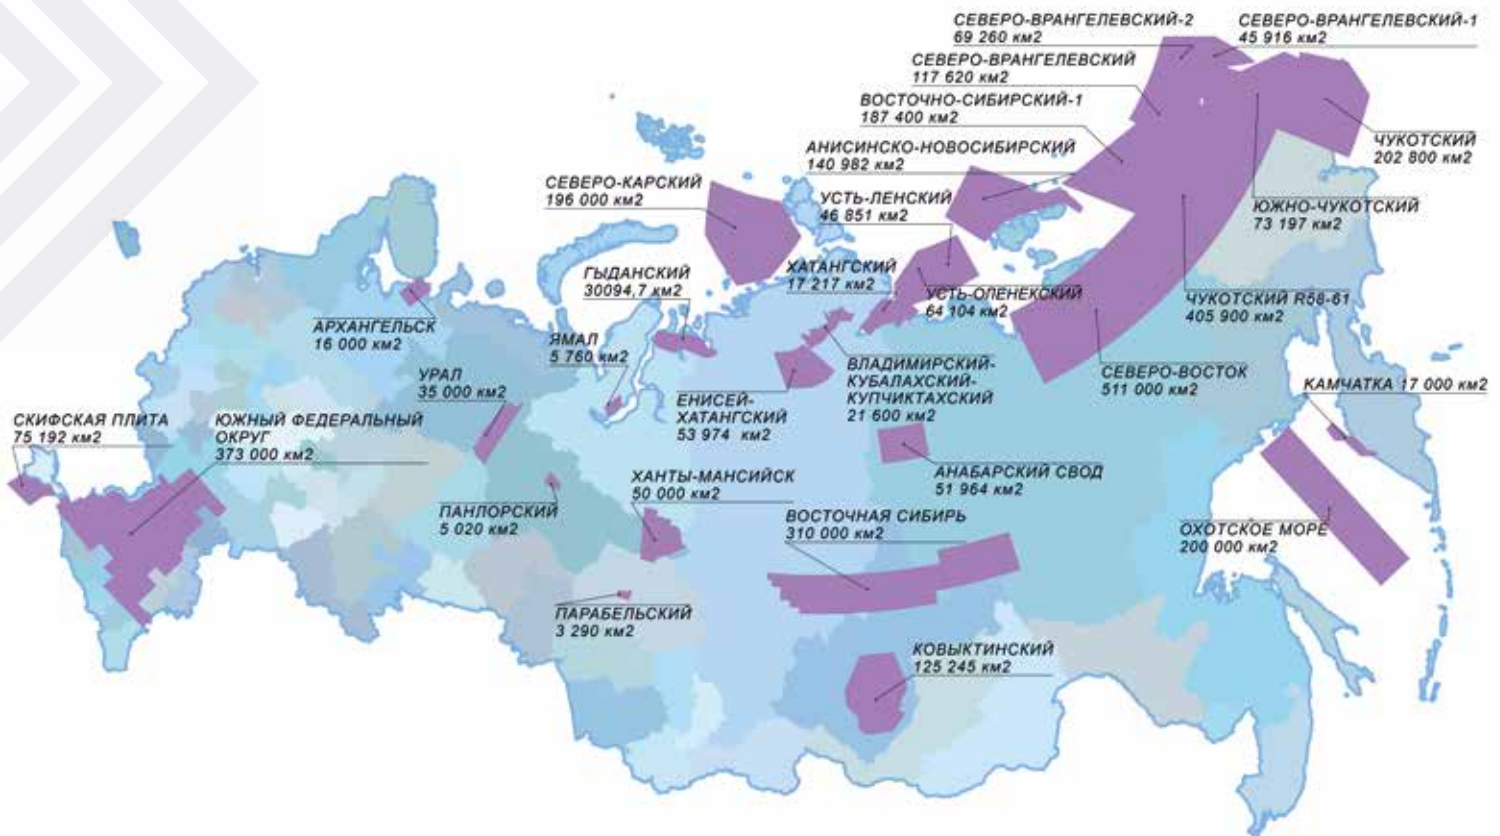 СЕВЕРО-ВРАНГЕЛЕВСКИЙ-2
69 260 км2
СЕВЕРО-ВРАНГЕЛЕВСКИЙ-1
45 916 км2
СЕВЕРО-ВРАНГЕЛЕВСКИЙ
117 620 км2
ВОСТОЧНО-СИБИРСКИЙ-1
187 400 км2
АНИСИНСКО-НОВОСИБИРСКИЙ
140 982 км2
ЧУКОТСКИЙ
202 800 км2
СЕВЕРО-КАРСКИЙ
196 000 км2
УСТЬ-ЛЕНСКИЙ
46 851 км2
ЮЖНО-ЧУКОТСКИЙ
73 197 км2
ГЫДАНСКИЙ
30094,7 км2
ХАТАНГСКИЙ
17 217 км2
УСТЬ-ОЛЕНЕКСКИЙ
64 104 км2
ЧУКОТСКИЙ R58-61
405 900 км2
АРХАНГЕЛЬСК
16 000 км2
ЯМАЛ
5 760 км2
ВЛАДИМИРСКИЙ-
КУБАЛАХСКИЙ-
КУПЧИКТАХСКИЙ
21 600 км2
СЕВЕРО-ВОСТОК
511 000 км2
УРАЛ
35 000 км2
ЕНИСЕЙ-
ХАТАНГСКИЙ
53 974 км2
КАМЧАТКА 17 000 км2
СКИФСКАЯ ПЛИТА
75 192 км2
ЮЖНЫЙ ФЕДЕРАЛЬНЫЙ
ОКРУГ
373 000 км2
АНАБАРСКИЙ СВОД
51 964 км2
ХАНТЫ-МАНСИЙСК
50 000 км2
ПАНЛОРСКИЙ
5 020 км2
ВОСТОЧНАЯ СИБИРЬ
310 000 км2
ОХОТСКОЕ МОРЕ
200 000 км2
ПАРАБЕЛЬСКИЙ
3 290 км2
КОВЫКТИНСКИЙ
125 245 км2